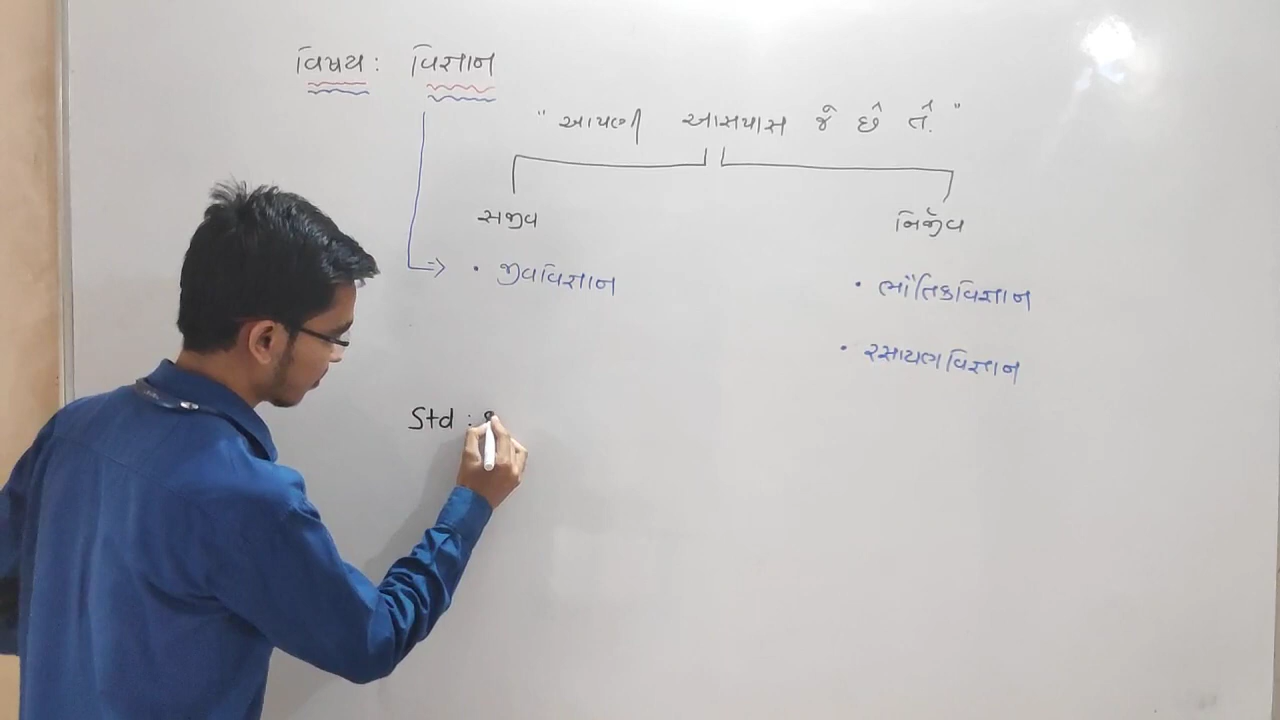 વિષય : વિજ્ઞાન
" આપણી આસપાસ જે છે તે. "
સજીવ નિર્જીવ
• જીવવિજ્ઞાન • ભૌતિકવિજ્ઞાન
• રસાયણવિજ્ઞાન
Std :